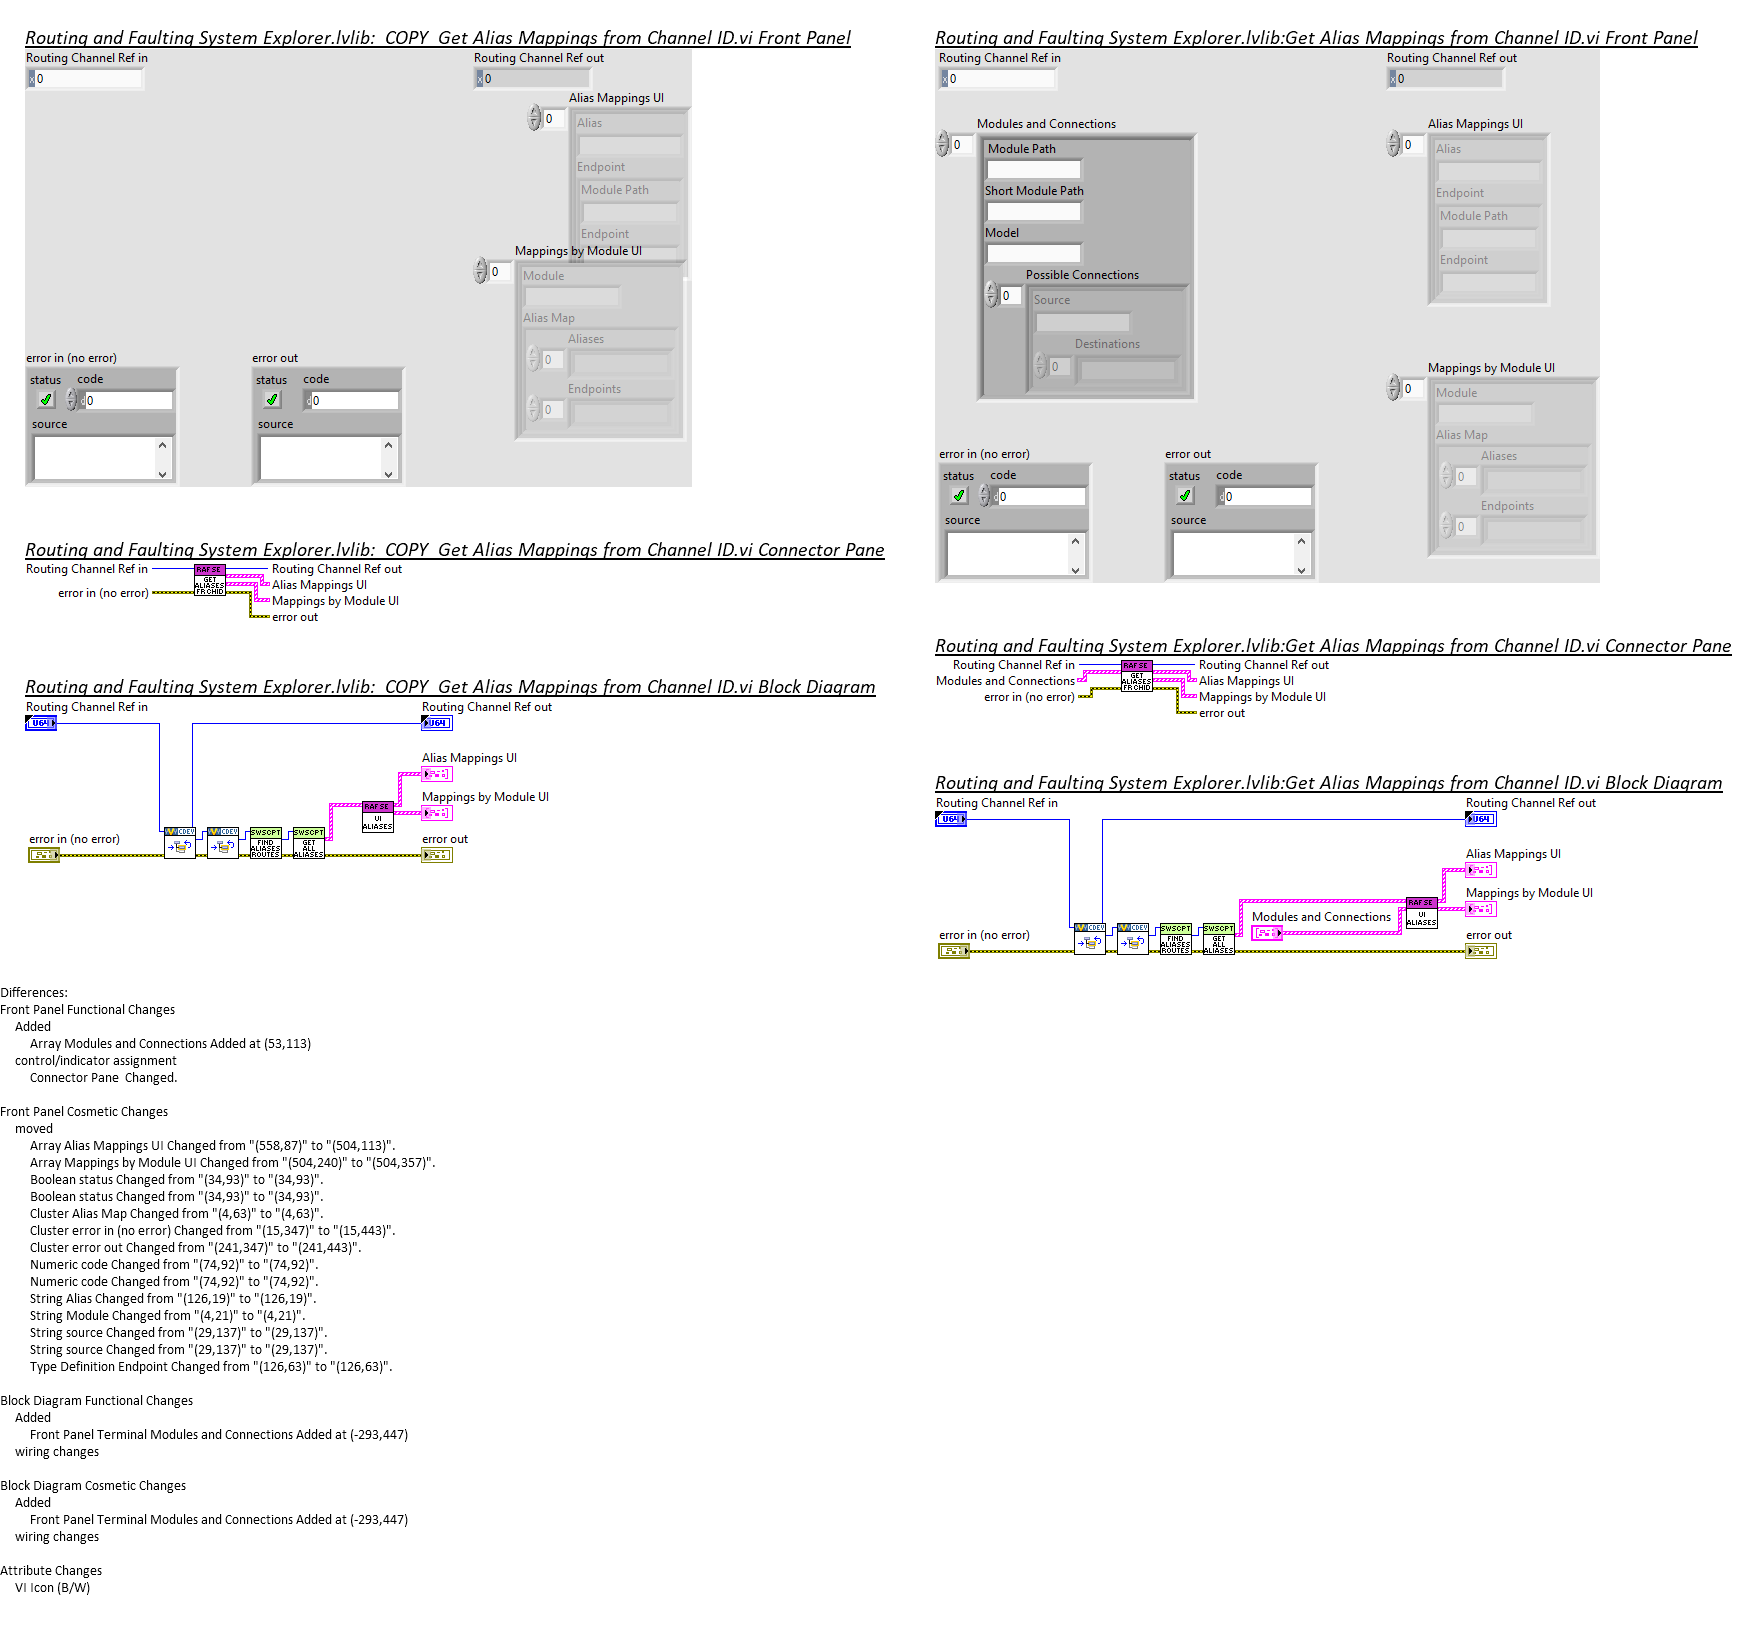 Routing and Faulting System Explorer.lvlib:_COPY_Get Alias Mappings from Channel ID.vi Front Panel
Routing Channel Ref in
x 0
Routing Channel Ref out
x 0
Alias Mappings UI
0
Alias
Endpoint
Module Path
Endpoint
Mappings by Module UI
0
Module
Alias Map
Aliases
0
Endpoints
0
error in (no error)
status code
d 0
source
error out
status code
d 0
source
Routing and Faulting System Explorer.lvlib:_COPY_Get Alias Mappings from Channel ID.vi Connector Pane
Routing Channel Ref in
error in (no error)
RAFSE
GET
ALIASES
FR CHID
Routing Channel Ref out
Alias Mappings UI
Mappings by Module UI
error out
Routing and Faulting System Explorer.lvlib:_COPY_Get Alias Mappings from Channel ID.vi Block Diagram
Routing Channel Ref in
U64
Routing Channel Ref out
U64
Alias Mappings UI
Mappings by Module UI
RAFSE
UI
ALIASES
error in (no error)
CDEV
CDEV
SWSCPT
FIND
ALIASES
ROUTES
SWSCPT
GET
ALL
ALIASES
error out
Routing and Faulting System Explorer.lvlib:Get Alias Mappings from Channel ID.vi Front Panel
Routing Channel Ref in
x 0
Routing Channel Ref out
x 0
Modules and Connections
0
Module Path
Short Module Path
Model
Possible Connections
0
Source
Destinations
0
Alias Mappings UI
0
Alias
Endpoint
Module Path
Endpoint
Mappings by Module UI
0
Module
Alias Map
Aliases
0
Endpoints
0
error in (no error)
status code
d 0
source
error out
status code
d 0
source
Routing and Faulting System Explorer.lvlib:Get Alias Mappings from Channel ID.vi Connector Pane
Routing Channel Ref in
Modules and Connections
error in (no error)
RAFSE
GET
ALIASES
FR CHID
Routing Channel Ref out
Alias Mappings UI
Mappings by Module UI
error out
Routing and Faulting System Explorer.lvlib:Get Alias Mappings from Channel ID.vi Block Diagram
Routing Channel Ref in
U64
Routing Channel Ref out
U64
Alias Mappings UI
Mappings by Module UI
RAFSE
UI
ALIASES
Modules and Connections
error in (no error)
CDEV
CDEV
SWSCPT
FIND
ALIASES
ROUTES
SWSCPT
GET
ALL
ALIASES
error out
Differences:
Front Panel Functional Changes
Added
Array Modules and Connections Added at (53,113)
control/indicator assignment
Connector Pane  Changed.
Front Panel Cosmetic Changes
moved
Array Alias Mappings UI Changed from "(558,87)" to "(504,113)".
Array Mappings by Module UI Changed from "(504,240)" to "(504,357)".
Boolean status Changed from "(34,93)" to "(34,93)".
Boolean status Changed from "(34,93)" to "(34,93)".
Cluster Alias Map Changed from "(4,63)" to "(4,63)".
Cluster error in (no error) Changed from "(15,347)" to "(15,443)".
Cluster error out Changed from "(241,347)" to "(241,443)".
Numeric code Changed from "(74,92)" to "(74,92)".
Numeric code Changed from "(74,92)" to "(74,92)".
String Alias Changed from "(126,19)" to "(126,19)".
String Module Changed from "(4,21)" to "(4,21)".
String source Changed from "(29,137)" to "(29,137)".
String source Changed from "(29,137)" to "(29,137)".
Type Definition Endpoint Changed from "(126,63)" to "(126,63)".
Block Diagram Functional Changes
Added
Front Panel Terminal Modules and Connections Added at (-293,447)
wiring changes
Block Diagram Cosmetic Changes
Added
Front Panel Terminal Modules and Connections Added at (-293,447)
wiring changes
Attribute Changes
VI Icon (B/W)